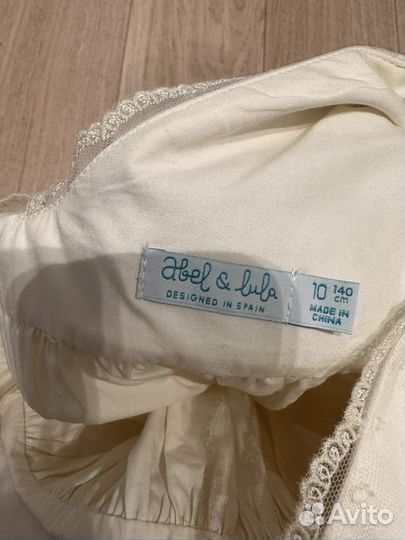 abel & lula
DESIGNED IN SPAIN
10 140 cm
MADE IN CHINA
Avito